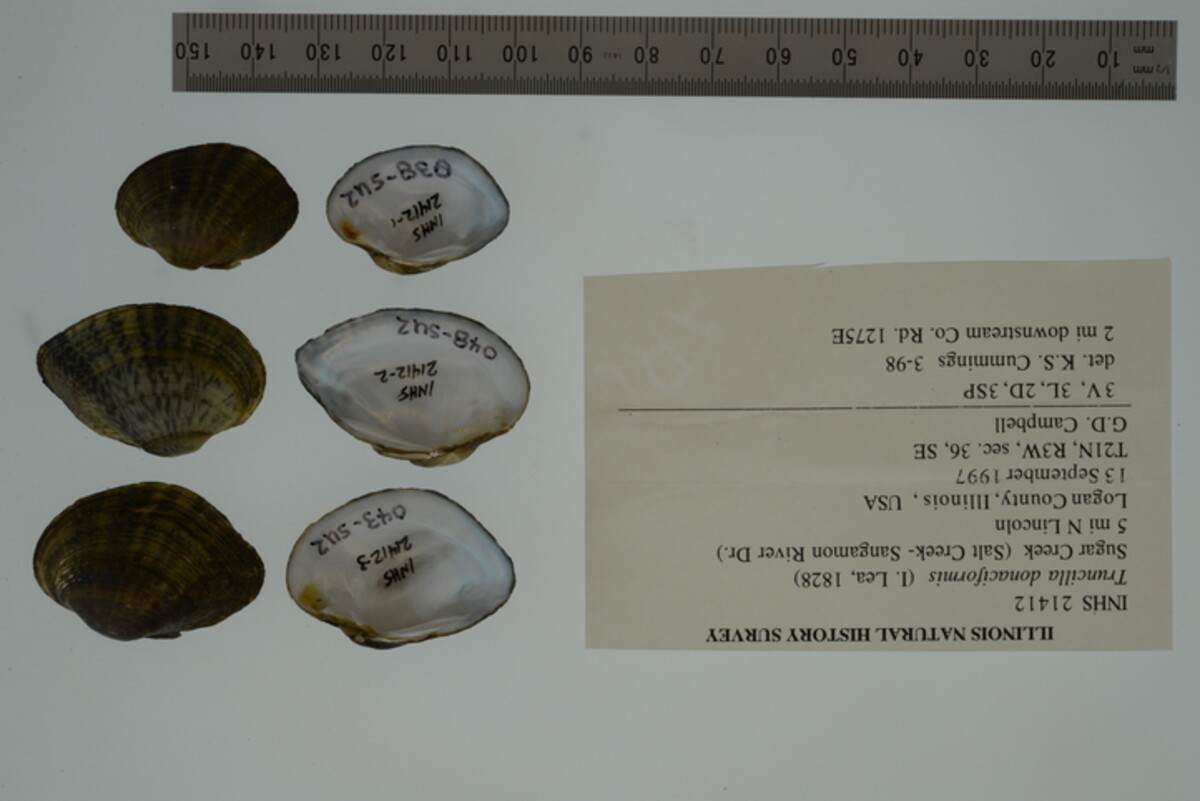 ILLINOIS NATURAL HISTORY SURVEY
INHS 21412
Truncilla donaciformis (I. Lea, 1828)
Sugar Creek (Salt Creek- Sangamon River Dr.)
5 mi N Lincoln
Logan County, Illinois , USA
13 September 1997
T21N, R3W, sec. 36, SE
G.D. Campbell
3V, 3L, 2D, 3SP
det. K.S. Cummings 3-98
2 mi downstream Co. Rd. 1275E
INHS
21412-3
043-SU2
INHS
21412-2
048-SU2
INHS
21412-1
038-SU2
mm 10 20 30 40 50 60 70 80 90 100 110 120 130 140 150
1/2 mm